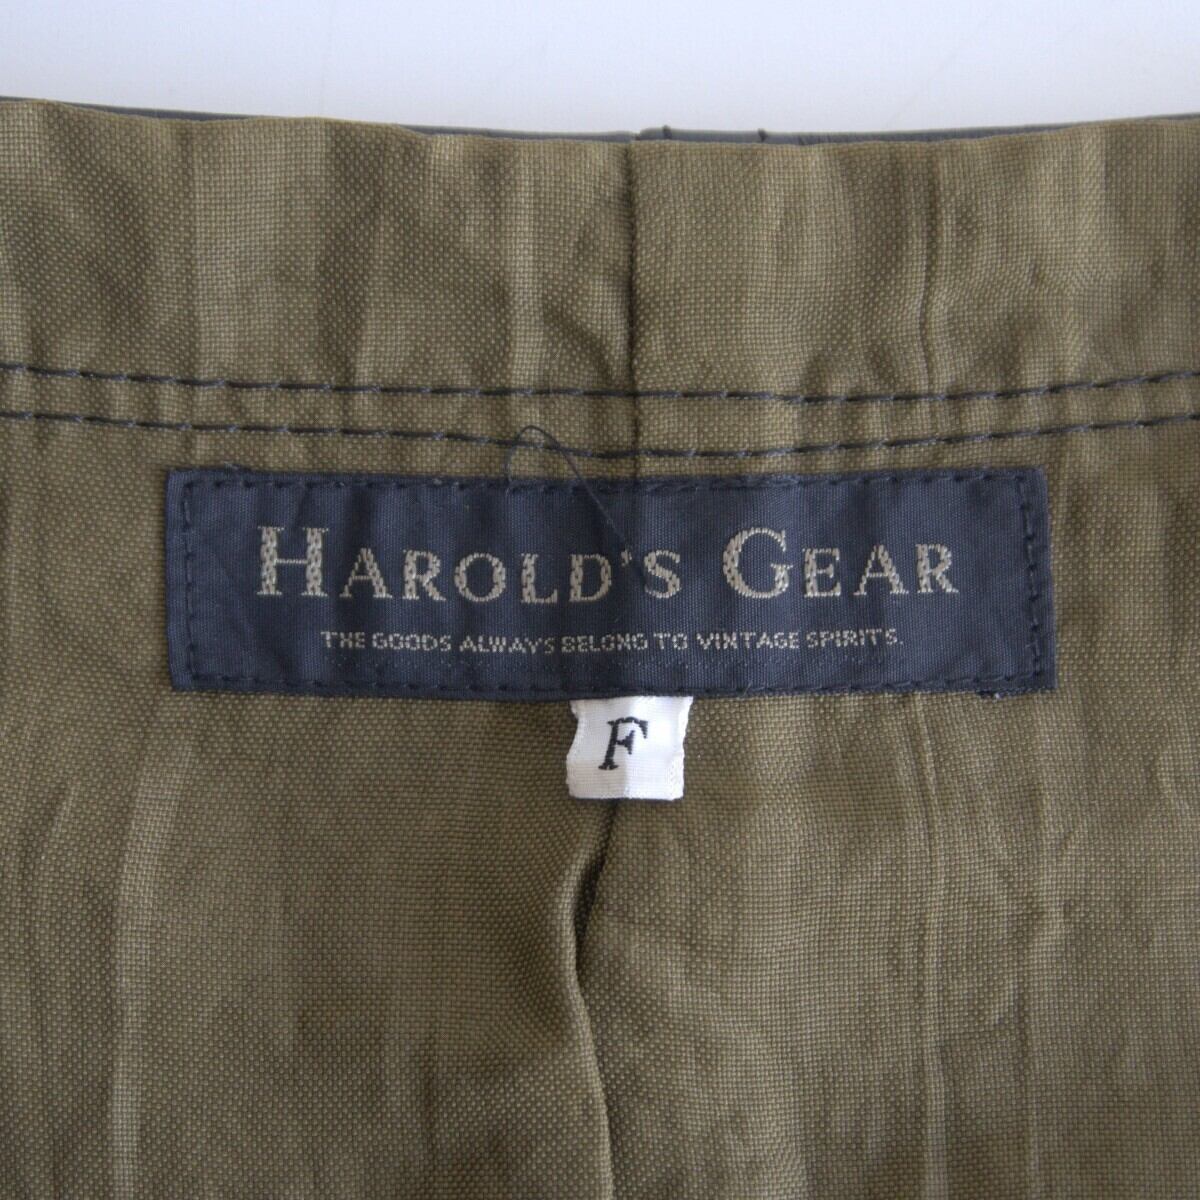 HAROLD'S GEAR
THE GOODS ALWAYS BELONG TO VINTAGE SPIRITS.
F